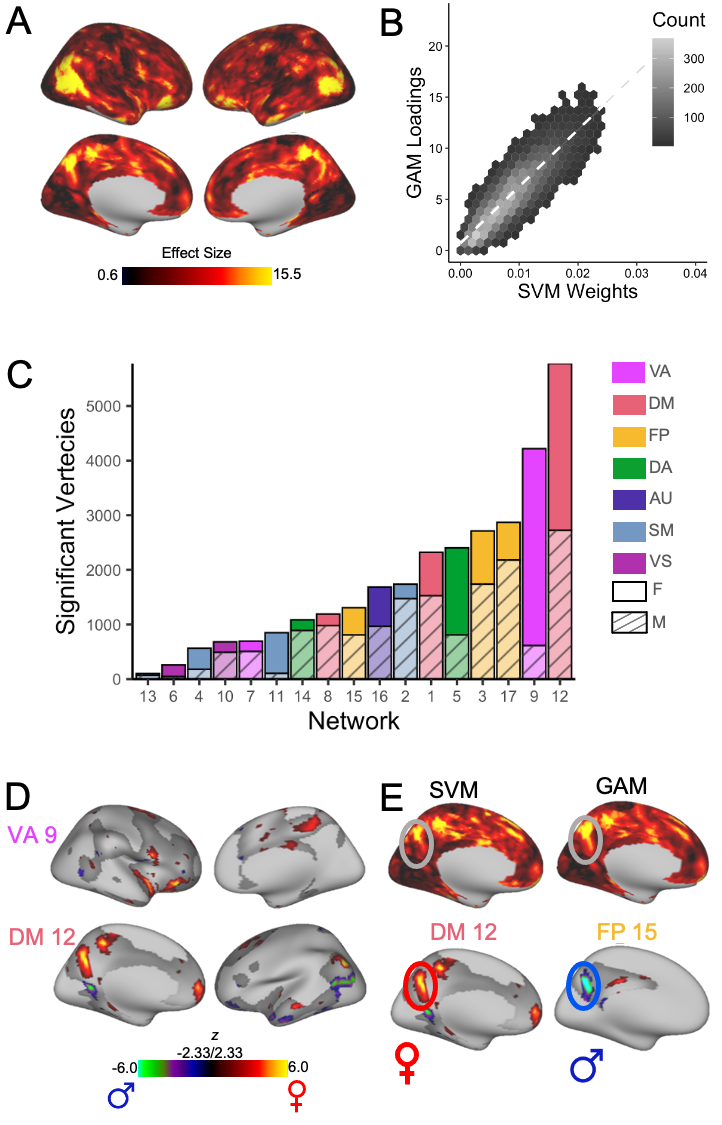 A
Effect Size
0.6
15.5
B
Count
300
200
100
GAM Loadings
20
15
10
5
0
0.00 0.01 0.02 0.03 0.04
SVM Weights
C
Significant Vertecies
5000
4000
3000
2000
1000
0
13 6 4 10 7 11 14 8 15 16 2 1 5 3 17 9 12
Network
VA
DM
FP
DA
AU
SM
VS
F
M
D
VA 9
DM 12
z
-2.33/2.33
-6.0
6.0
♂ ♀
E
SVM GAM
DM 12 FP 15
♀ ♂